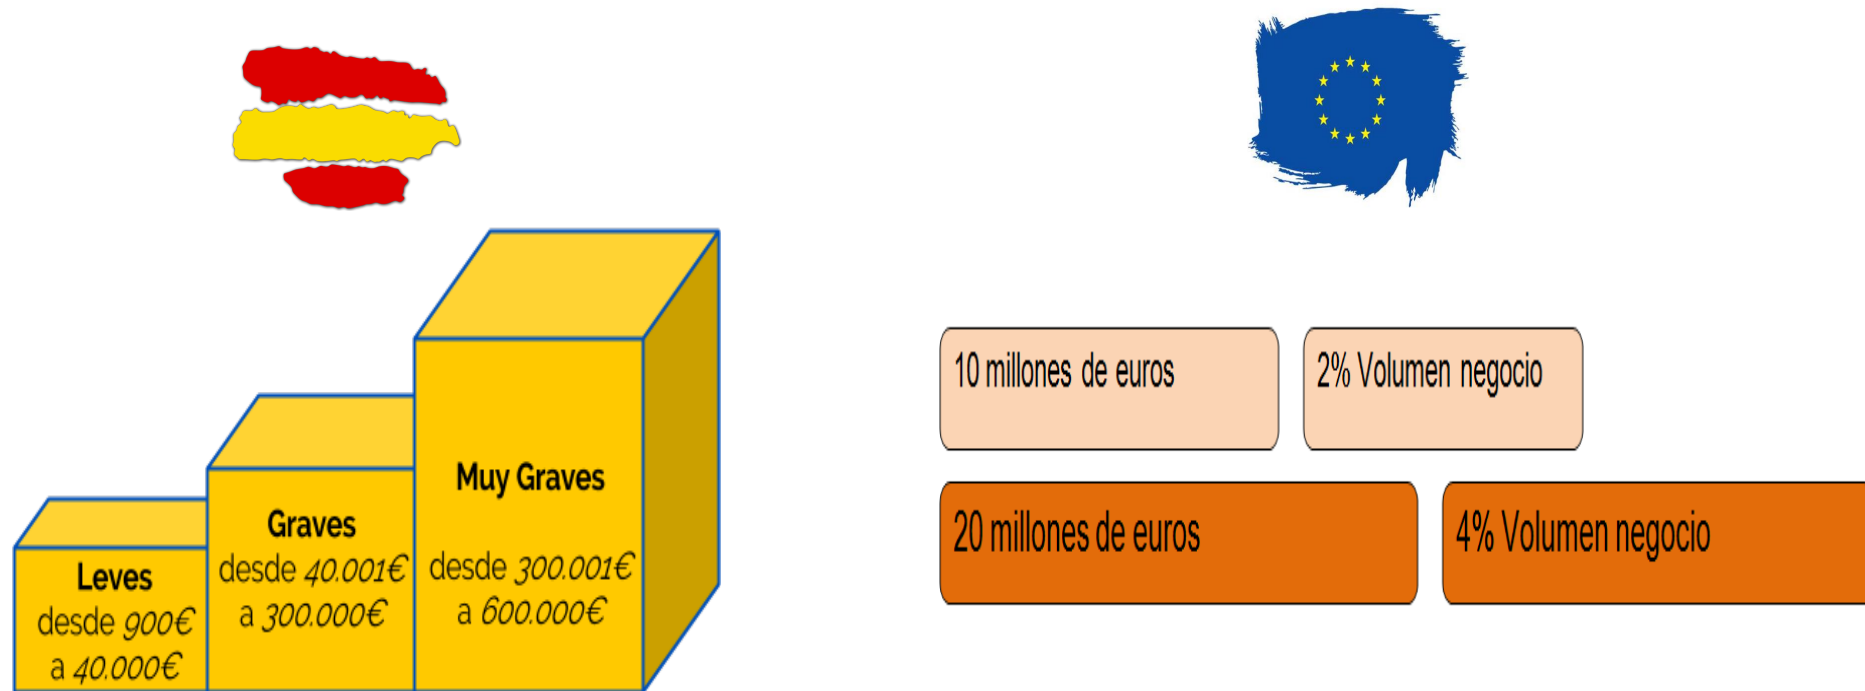 Leves
desde 900€
a 40.000€
Graves
desde 40.001€
a 300.000€
Muy Graves
desde 300.001€
a 600.000€
10 millones de euros
2% Volumen negocio
20 millones de euros
4% Volumen negocio